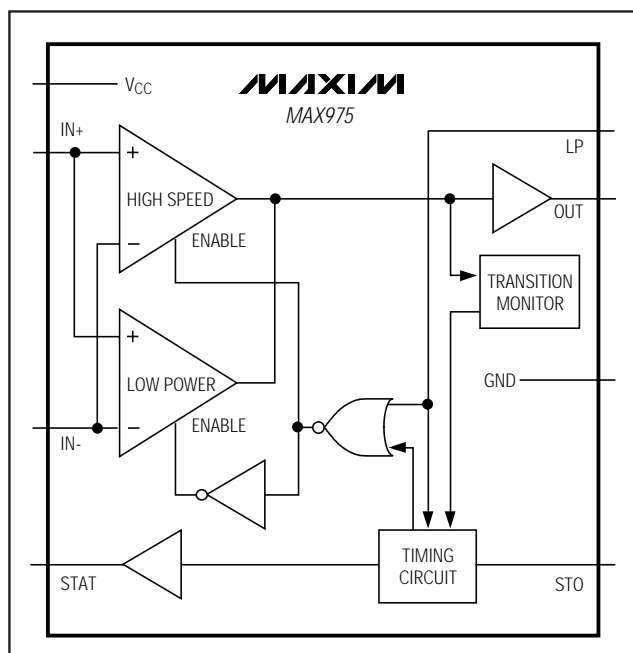 VCC
MAXIM
MAX975
IN+
LP
+
HIGH SPEED
OUT
−
ENABLE
TRANSITION
MONITOR
+
LOW POWER
GND
ENABLE
−
IN-
TIMING
CIRCUIT
STAT
STO